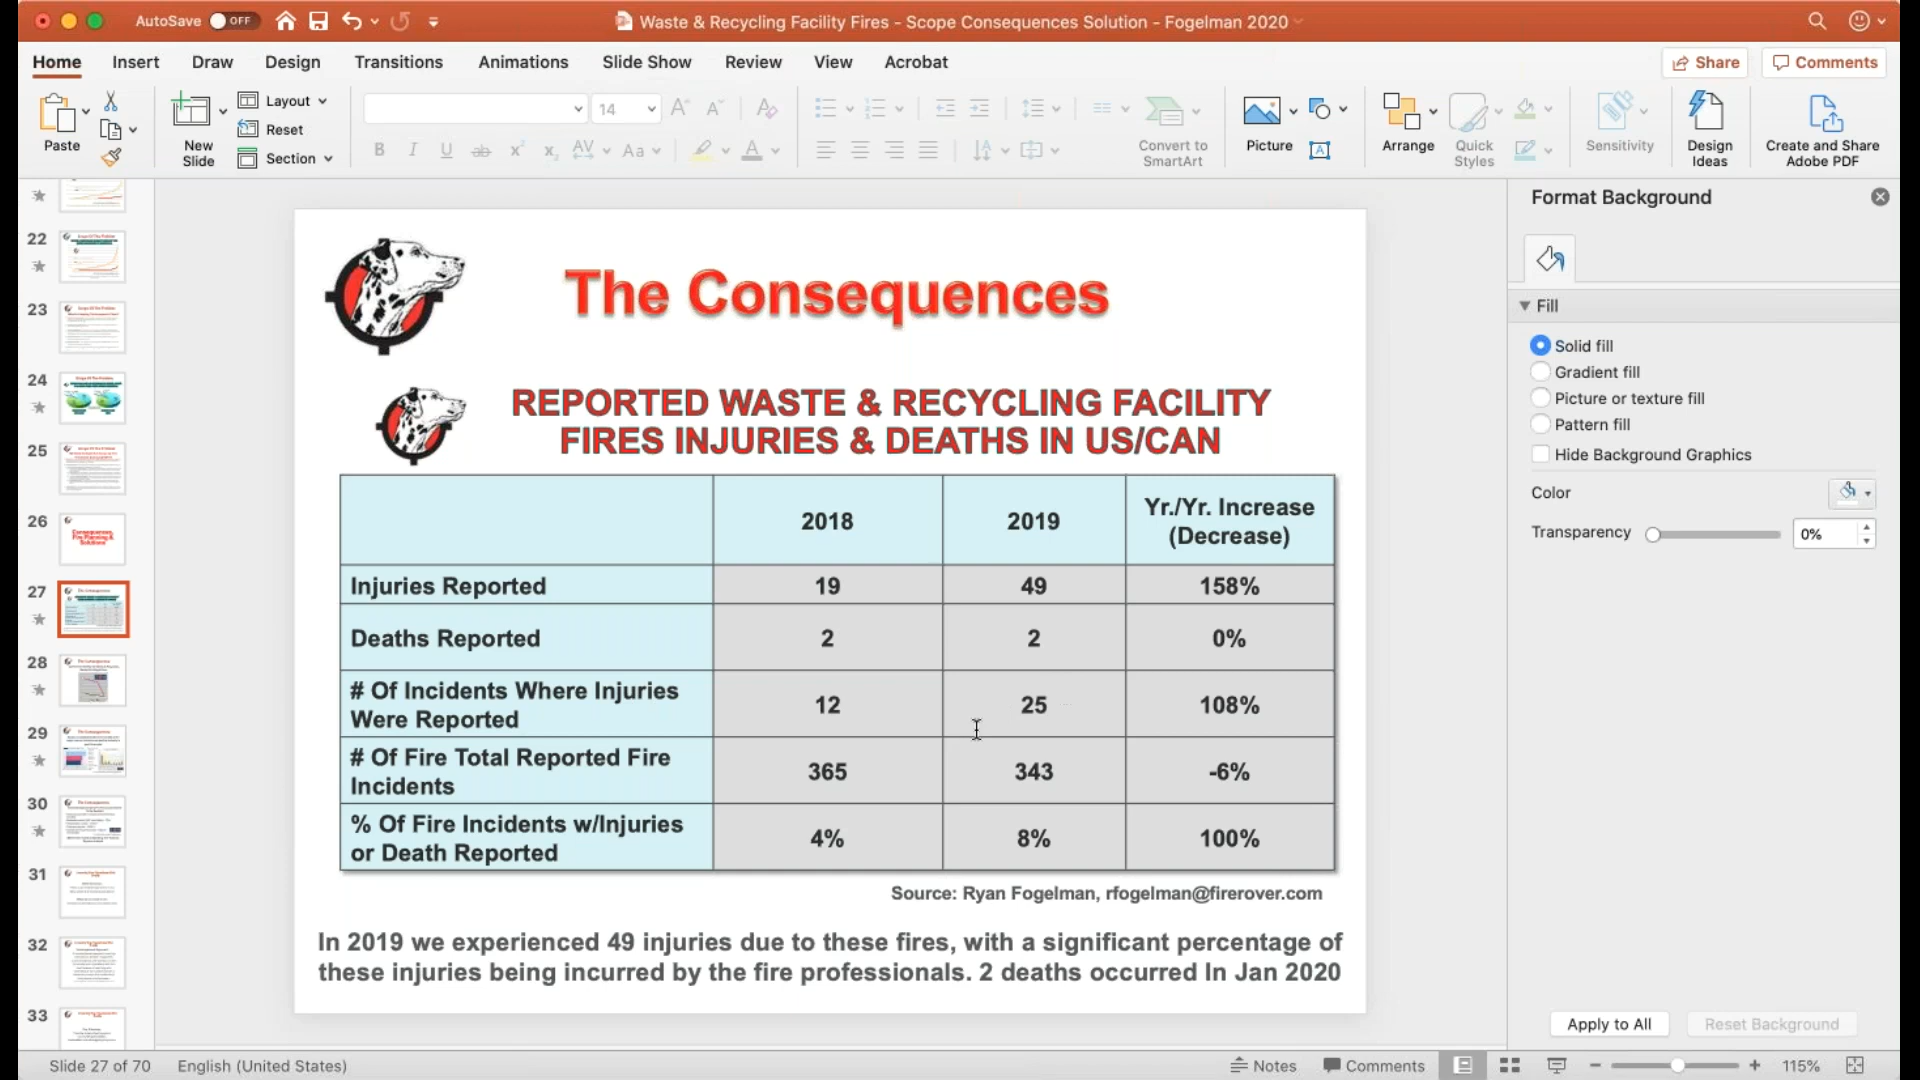 AutoSave OFF
Waste & Recycling Facility Fires - Scope Consequences Solution - Fogelman 2020
Home Insert Draw Design Transitions Animations Slide Show Review View Acrobat Share Comments
Paste
New Slide
Layout
Reset
Section
14
Convert to SmartArt
Picture
Arrange
Quick Styles
Sensitivity
Design Ideas
Create and Share Adobe PDF
22
23
24
25
26
27
28
29
30
31
32
33
The Consequences
REPORTED WASTE & RECYCLING FACILITY
FIRES INJURIES & DEATHS IN US/CAN
2018 2019 Yr./Yr. Increase (Decrease)
Injuries Reported 19 49 158%
Deaths Reported 2 2 0%
# Of Incidents Where Injuries Were Reported 12 25 108%
# Of Fire Total Reported Fire Incidents 365 343 -6%
% Of Fire Incidents w/Injuries or Death Reported 4% 8% 100%
Source: Ryan Fogelman, rfogelman@firerover.com
In 2019 we experienced 49 injuries due to these fires, with a significant percentage of
these injuries being incurred by the fire professionals. 2 deaths occurred In Jan 2020
Format Background
Fill
Solid fill
Gradient fill
Picture or texture fill
Pattern fill
Hide Background Graphics
Color
Transparency 0%
Apply to All Reset Background
Slide 27 of 70 English (United States) Notes Comments 115%